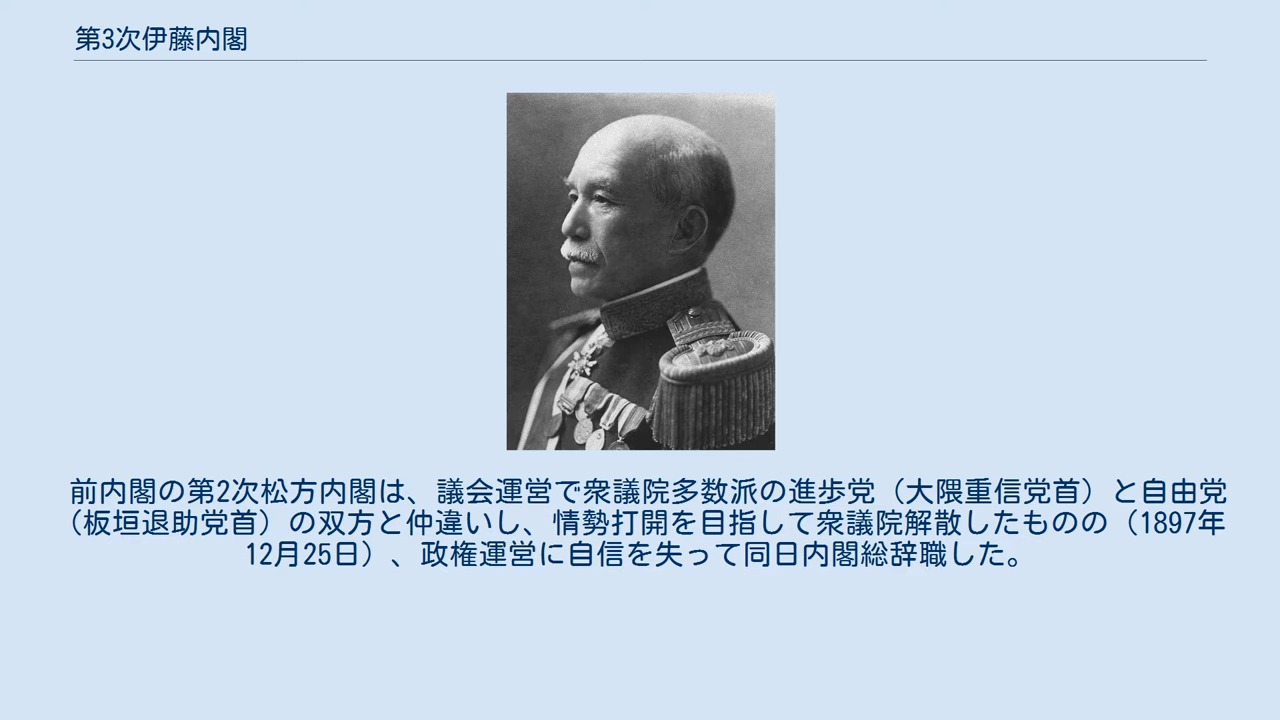 第3次伊藤内閣
前内閣の第2次松方内閣は、議会運営で衆議院多数派の進歩党（大隈重信党首）と自由党
（板垣退助党首）の双方と仲違いし、情勢打開を目指して衆議院解散したものの（1897年
12月25日）、政権運営に自信を失って同日内閣総辞職した。